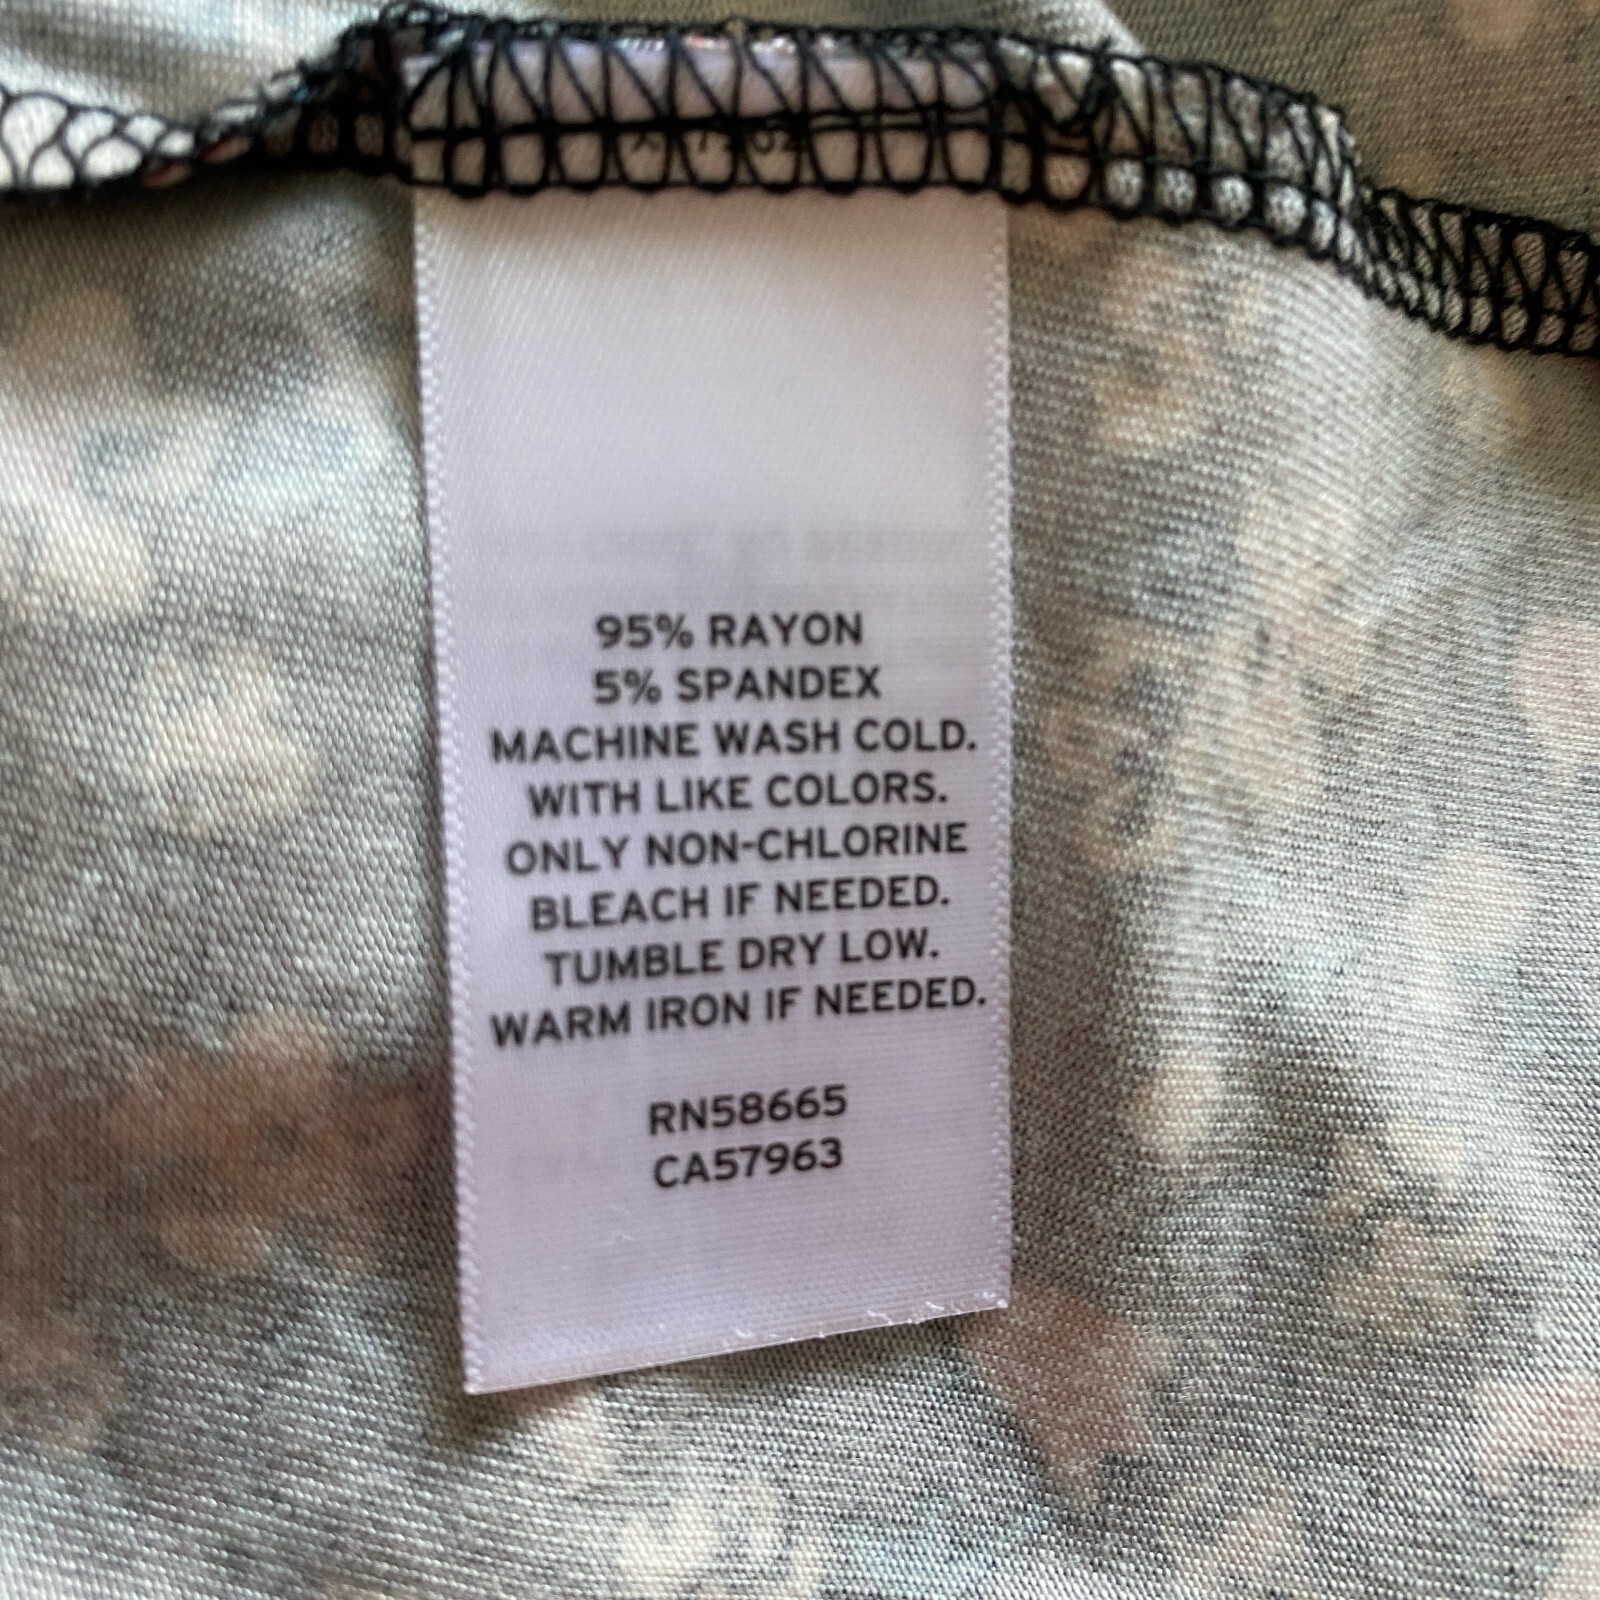 95% RAYON
5% SPANDEX
MACHINE WASH COLD.
WITH LIKE COLORS.
ONLY NON-CHLORINE
BLEACH IF NEEDED.
TUMBLE DRY LOW.
WARM IRON IF NEEDED.
RN58665
CA57963